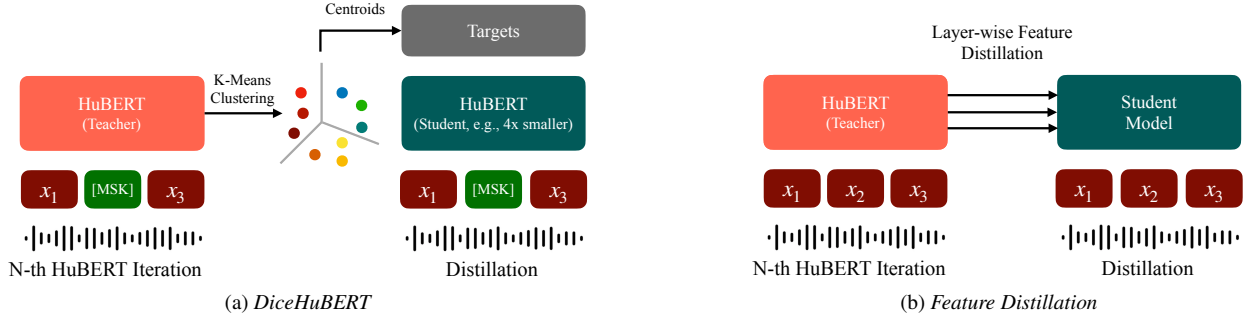 Centroids
Targets
K-Means
Clustering
HuBERT
(Teacher)
HuBERT
(Student, e.g., 4x smaller)
x1 [MSK] x3
x1 [MSK] x3
N-th HuBERT Iteration
Distillation
(a) DiceHuBERT
Layer-wise Feature
Distillation
HuBERT
(Teacher)
Student
Model
x1 x2 x3
x1 x2 x3
N-th HuBERT Iteration
Distillation
(b) Feature Distillation